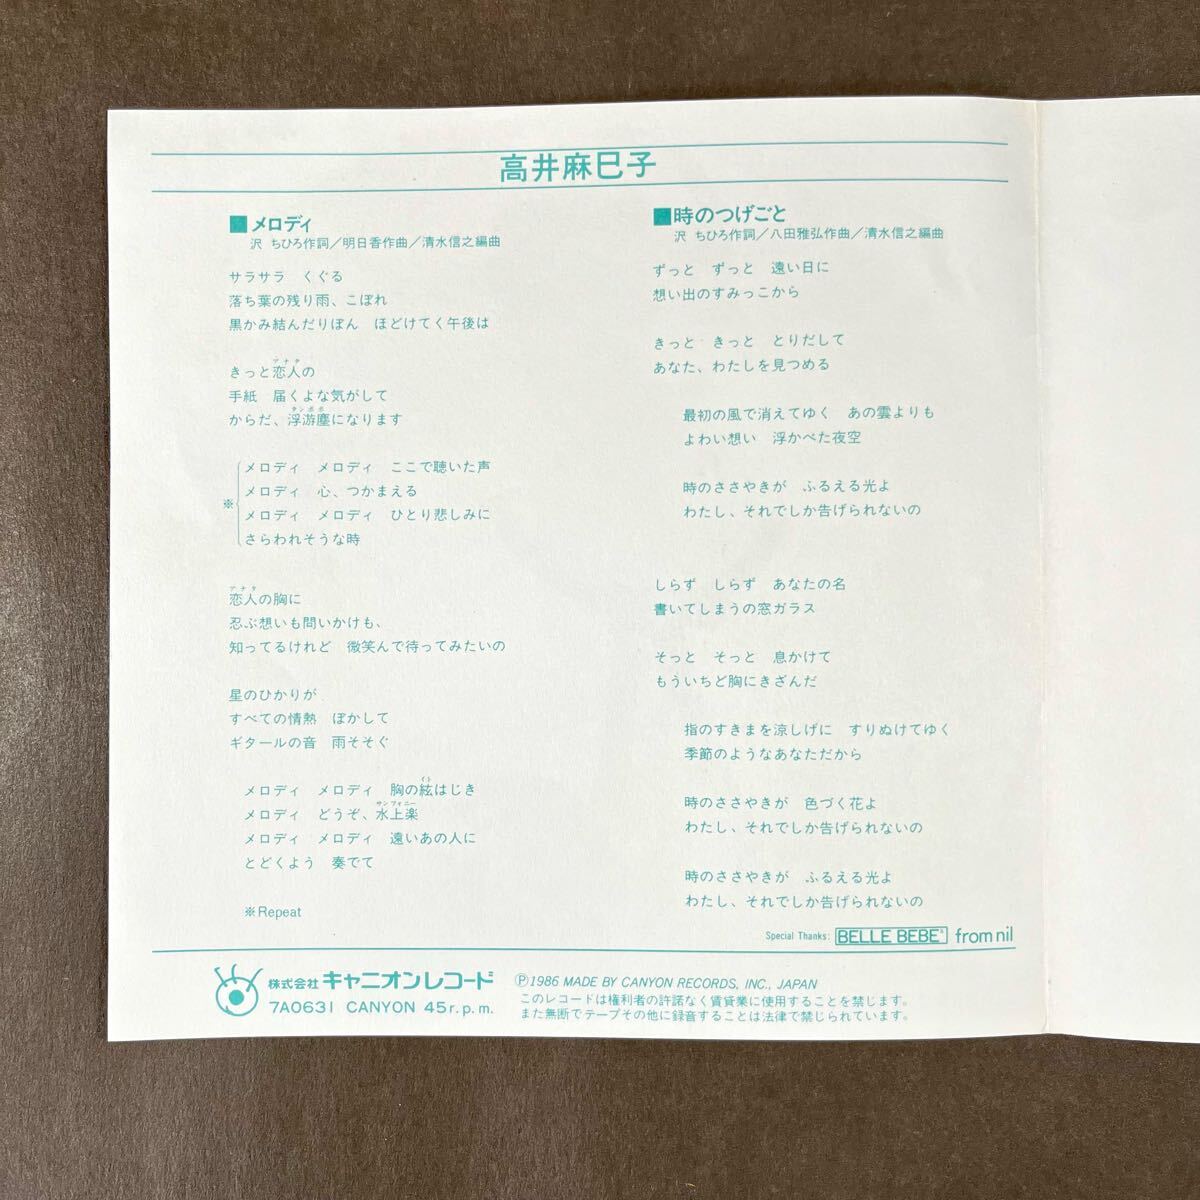 高井麻巳子
■メロディ
沢 ちひろ作詞／明日香作曲／清水信之編曲
サラサラ　くぐる
落ち葉の残り雨、こぼれ
黒かみ結んだりぼん　ほどけてく午後は
アナタ
きっと恋人の
手紙　届くよな気がして
タンポポ
からだ、浮游塵になります
メロディ　メロディ　ここで聴いた声
メロディ　心、つかまえる
※
メロディ　メロディ　ひとり悲しみに
さらわれそうな時
アナタ
恋人の胸に
忍ぶ想いも問いかけも、
知ってるけれど　微笑んで待ってみたいの
星のひかりが
すべての情熱　ぼかして
ギタールの音　雨そそぐ
イト
メロディ　メロディ　胸の絃はじき
サンフォニー
メロディ　どうぞ、水上楽
メロディ　メロディ　遠いあの人に
とどくよう　奏でて
※Repeat
■時のつげごと
沢 ちひろ作詞／八田雅弘作曲／清水信之編曲
ずっと　ずっと　遠い日に
想い出のすみっこから
きっと　きっと　とりだして
あなた、わたしを見つめる
最初の風で消えてゆく　あの雲よりも
よわい想い　浮かべた夜空
時のささやきが　ふるえる光よ
わたし、それでしか告げられないの
しらず　しらず　あなたの名
書いてしまうの窓ガラス
そっと　そっと　息かけて
もういちど胸にきざんだ
指のすきまを涼しげに　すりぬけてゆく
季節のようなあなただから
時のささやきが　色づく花よ
わたし、それでしか告げられないの
時のささやきが　ふるえる光よ
わたし、それでしか告げられないの
Special Thanks: BELLE BEBE® from nil
株式会社 キャニオンレコード
7A0631 CANYON 45r.p.m.
Ⓟ1986 MADE BY CANYON RECORDS, INC., JAPAN
このレコードは権利者の許諾なく賃貸業に使用することを禁じます。
また無断でテープその他に録音することは法律で禁じられています。